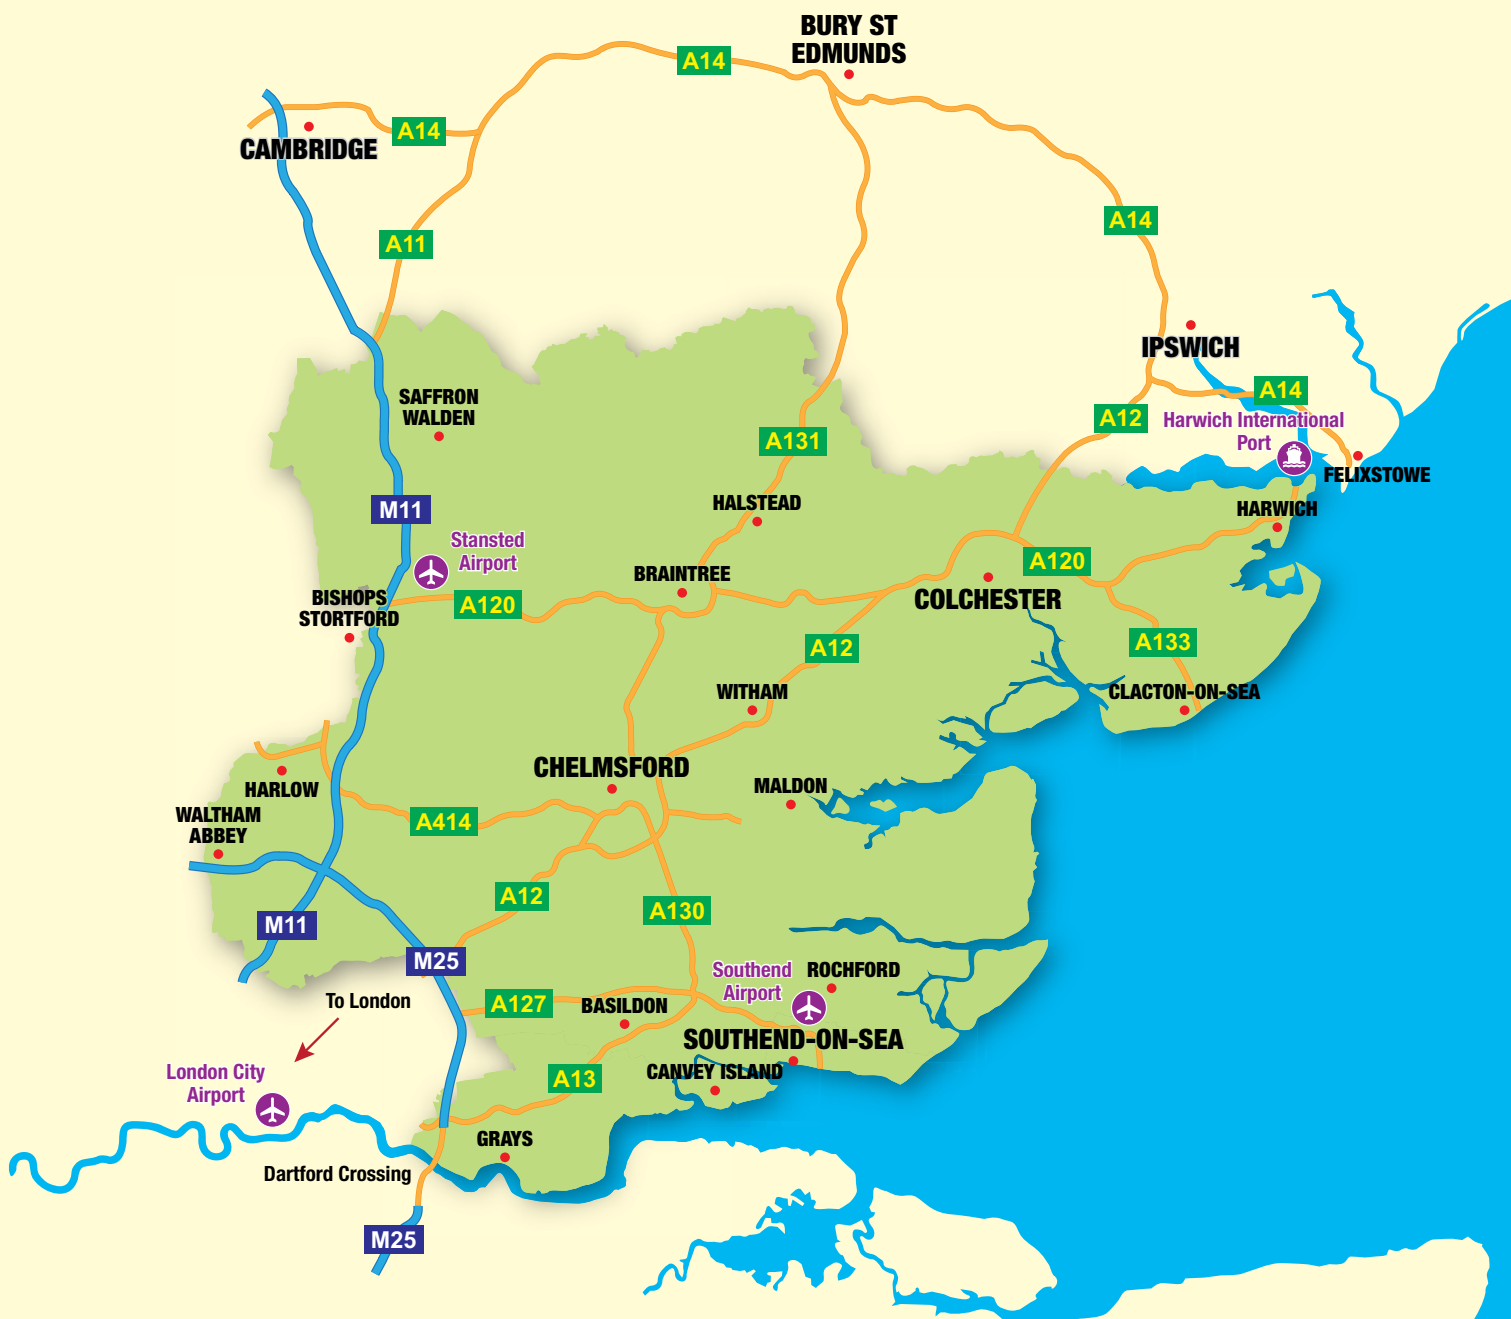 BURY ST
EDMUNDS
A14
A14
CAMBRIDGE
A14
A11
IPSWICH
A14
SAFFRON
WALDEN
A12
Harwich International
Port
A131
FELIXSTOWE
M11
HALSTEAD
HARWICH
Stansted
Airport
A120
BRAINTREE
BISHOPS
STORTFORD
A120
COLCHESTER
A12
A133
WITHAM
CLACTON-ON-SEA
CHELMSFORD
HARLOW
MALDON
WALTHAM
ABBEY
A414
A12
A130
M11
M25
Southend
Airport
ROCHFORD
To London
A127
BASILDON
SOUTHEND-ON-SEA
London City
Airport
A13
CANVEY ISLAND
GRAYS
Dartford Crossing
M25